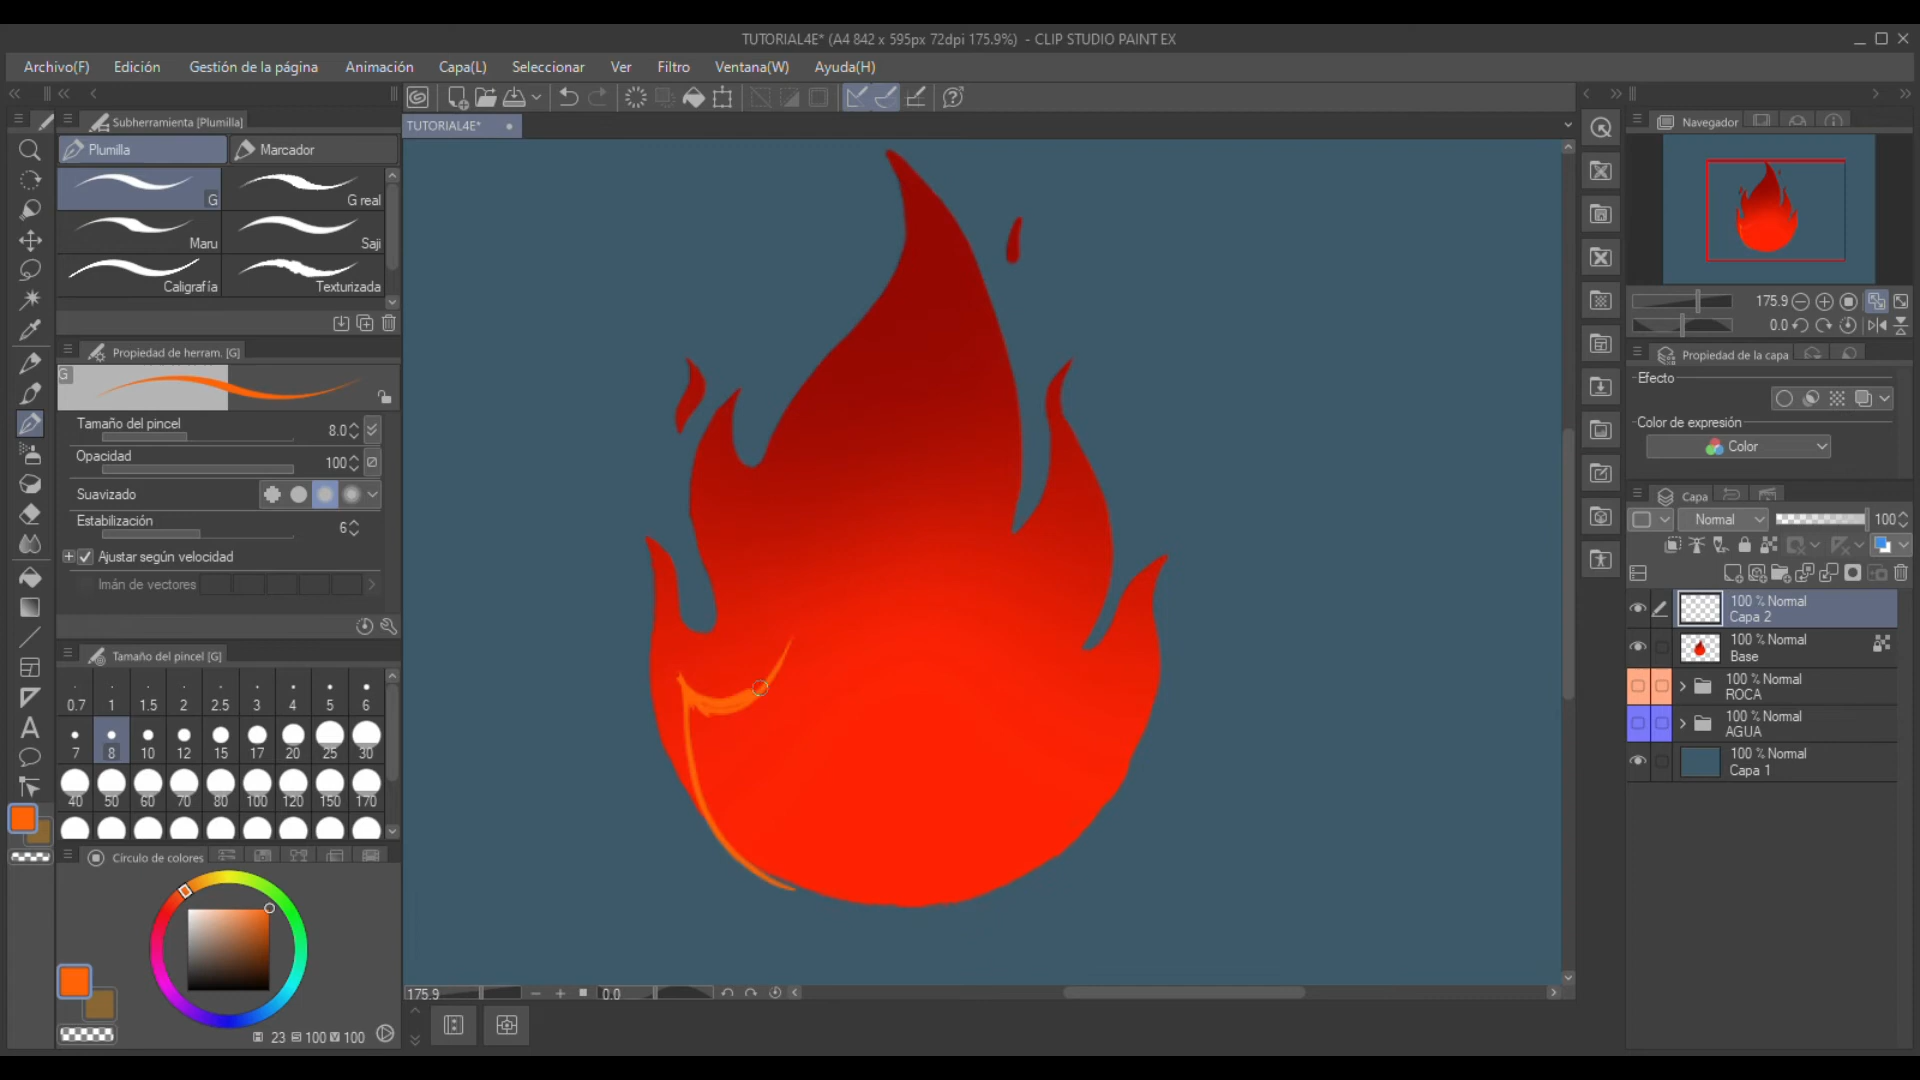 TUTORIAL4E* (A4 842 x 595px 72dpi 175.9%) - CLIP STUDIO PAINT EX
Archivo(F) Edición Gestión de la página Animación Capa(L) Seleccionar Ver Filtro Ventana(W) Ayuda(H)
Subherramienta [Plumilla]
TUTORIAL4E*
Navegador
Plumilla Marcador
G G real
Maru Saji
Caligrafía Texturizada
175.9
0.0
Propiedad de herram. [G]
Propiedad de la capa
G
Efecto
Tamaño del pincel 8.0
Color de expresión
Color
Opacidad 100
Suavizado
Capa
Estabilización 6
Normal 100
Ajustar según velocidad
Imán de vectores
100 % Normal
Capa 2
100 % Normal
Base
Tamaño del pincel [G]
100 % Normal
ROCA
0.7 1 1.5 2 2.5 3 4 5 6
100 % Normal
AGUA
7 8 10 12 15 17 20 25 30
100 % Normal
Capa 1
40 50 60 70 80 100 120 150 170
A
Círculo de colores
175.9 0.0
H 23 S 100 V 100